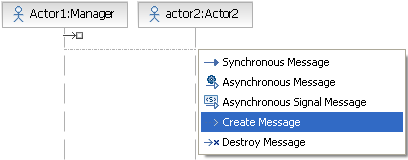 Actor1:Manager
actor2:Actor2
Synchronous Message
Asynchronous Message
Asynchronous Signal Message
Create Message
Destroy Message